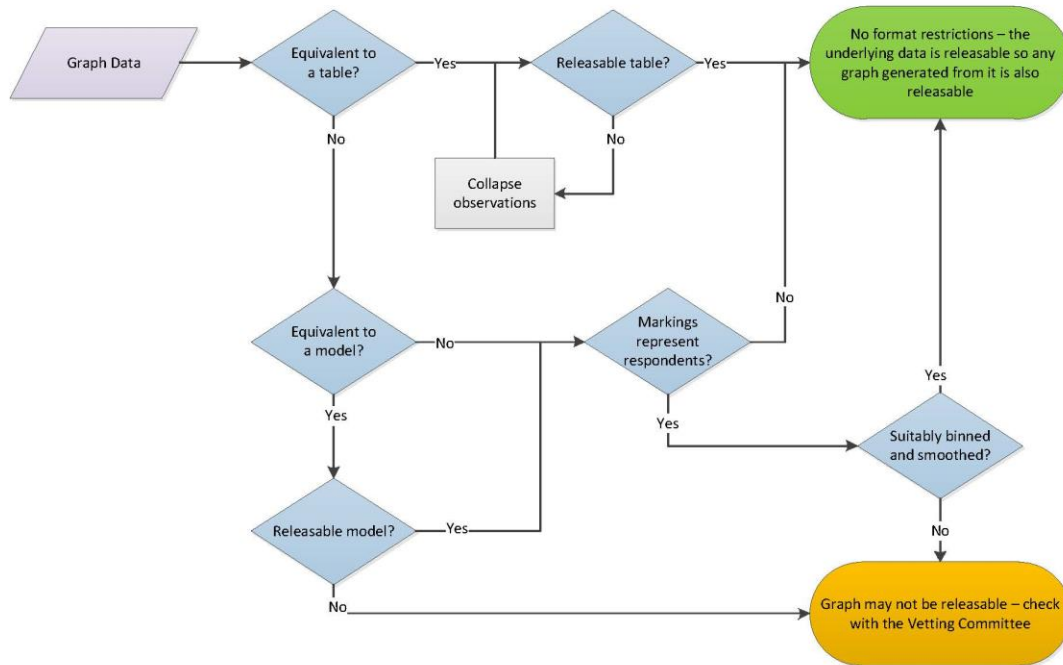 Graph Data
Equivalent to
a table?
Yes
Releasable table?
Yes
No format restrictions – the
underlying data is releasable so any
graph generated from it is also
releasable
No
No
Collapse
observations
Equivalent to
a model?
No
Markings
represent
respondents?
No
Yes
Yes
Yes
Suitably binned
and smoothed?
Releasable model?
Yes
No
No
Graph may not be releasable – check
with the Vetting Committee